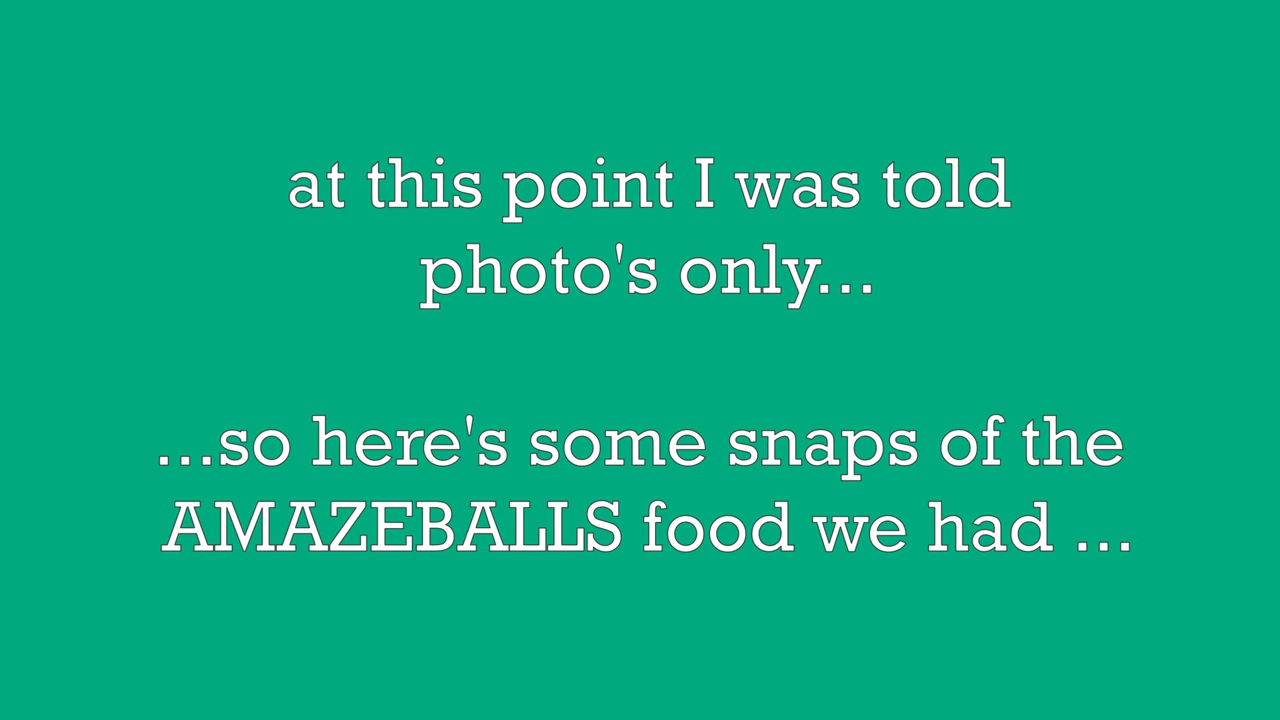 at this point I was told
photo's only...
...so here's some snaps of the
AMAZEBALLS food we had ...